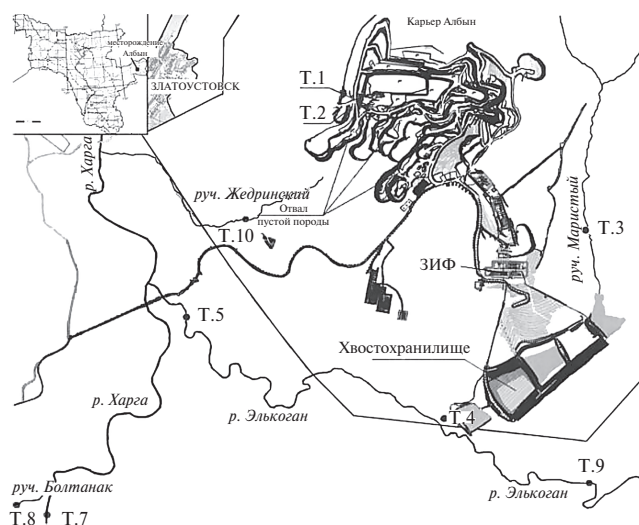 Карьер Албын
месторождение
Албын
ЗЛАТОУСТОВСК
Т.1
Т.2
р. Харга
руч. Жедринский
Отвал
пустой породы
Т.10
руч. Маристый
Т.3
ЗИФ
Т.5
Хвостохранилище
р. Харга
р. Элькоган
Т.4
Т.9
руч. Болтанак
р. Элькоган
Т.8
Т.7